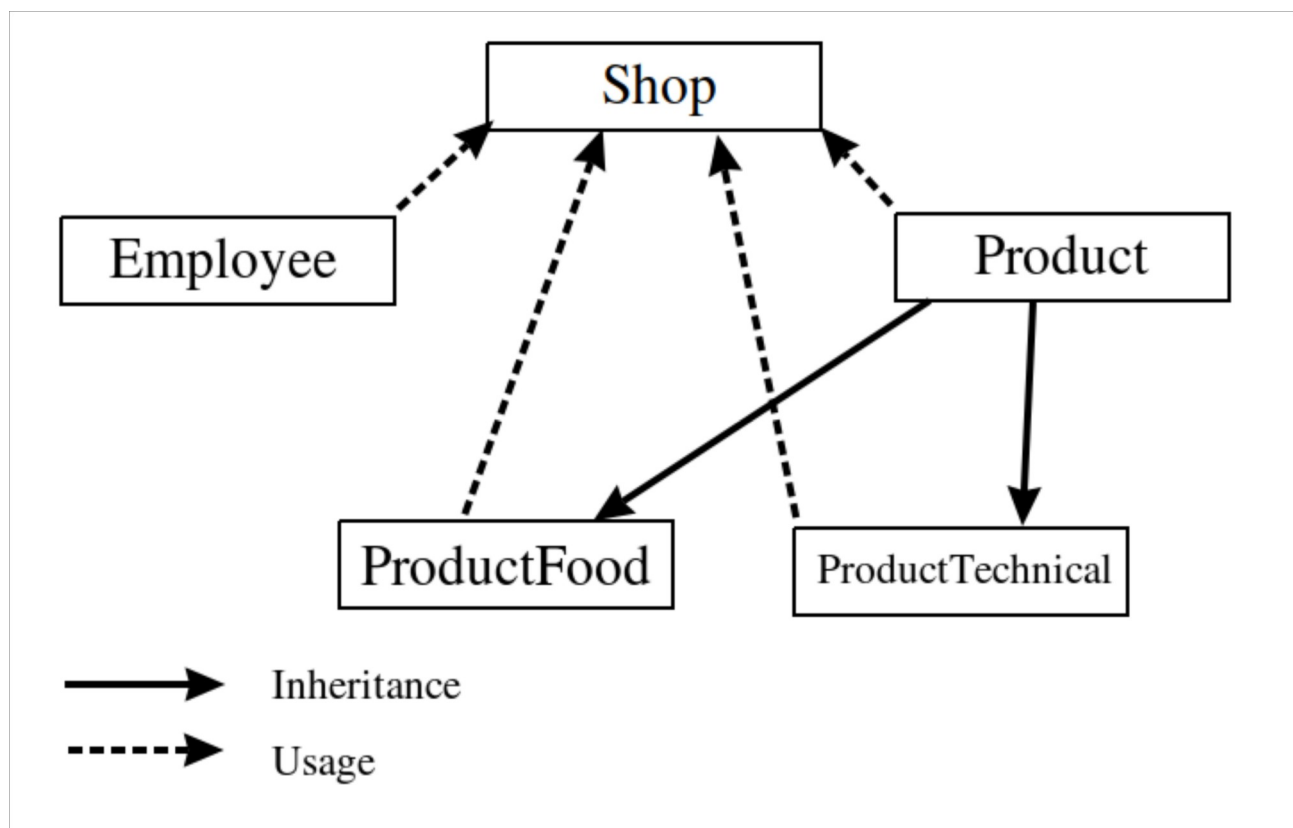 Shop
Employee
Product
ProductFood
ProductTechnical
Inheritance
Usage